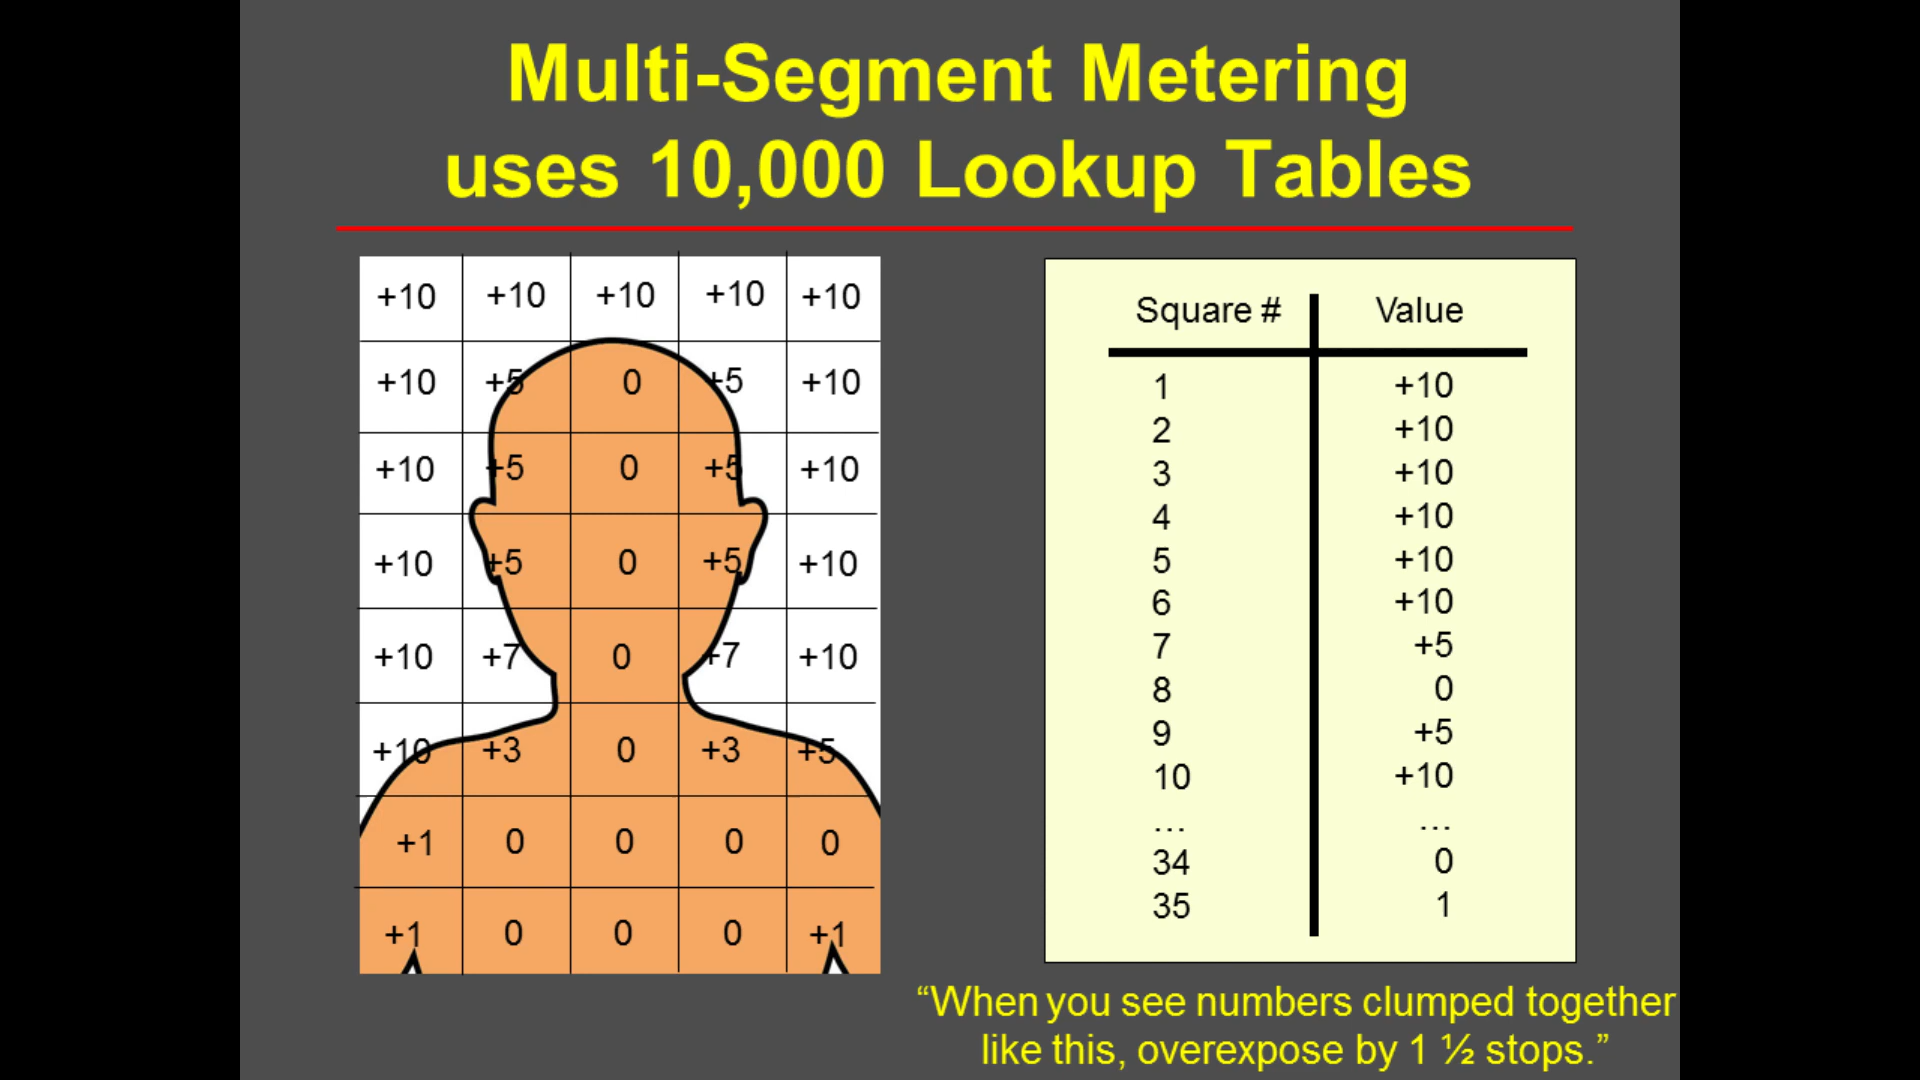 Multi-Segment Metering
uses 10,000 Lookup Tables
+10 +10 +10 +10 +10
+10 +5 0 +5 +10
+10 +5 0 +5 +10
+10 +5 0 +5 +10
+10 +7 0 +7 +10
+10 +3 0 +3 +5
+1 0 0 0 0
+1 0 0 0 +1
Square # Value
1 +10
2 +10
3 +10
4 +10
5 +10
6 +10
7 +5
8 0
9 +5
10 +10
… …
34 0
35 1
“When you see numbers clumped together
like this, overexpose by 1 ½ stops.”